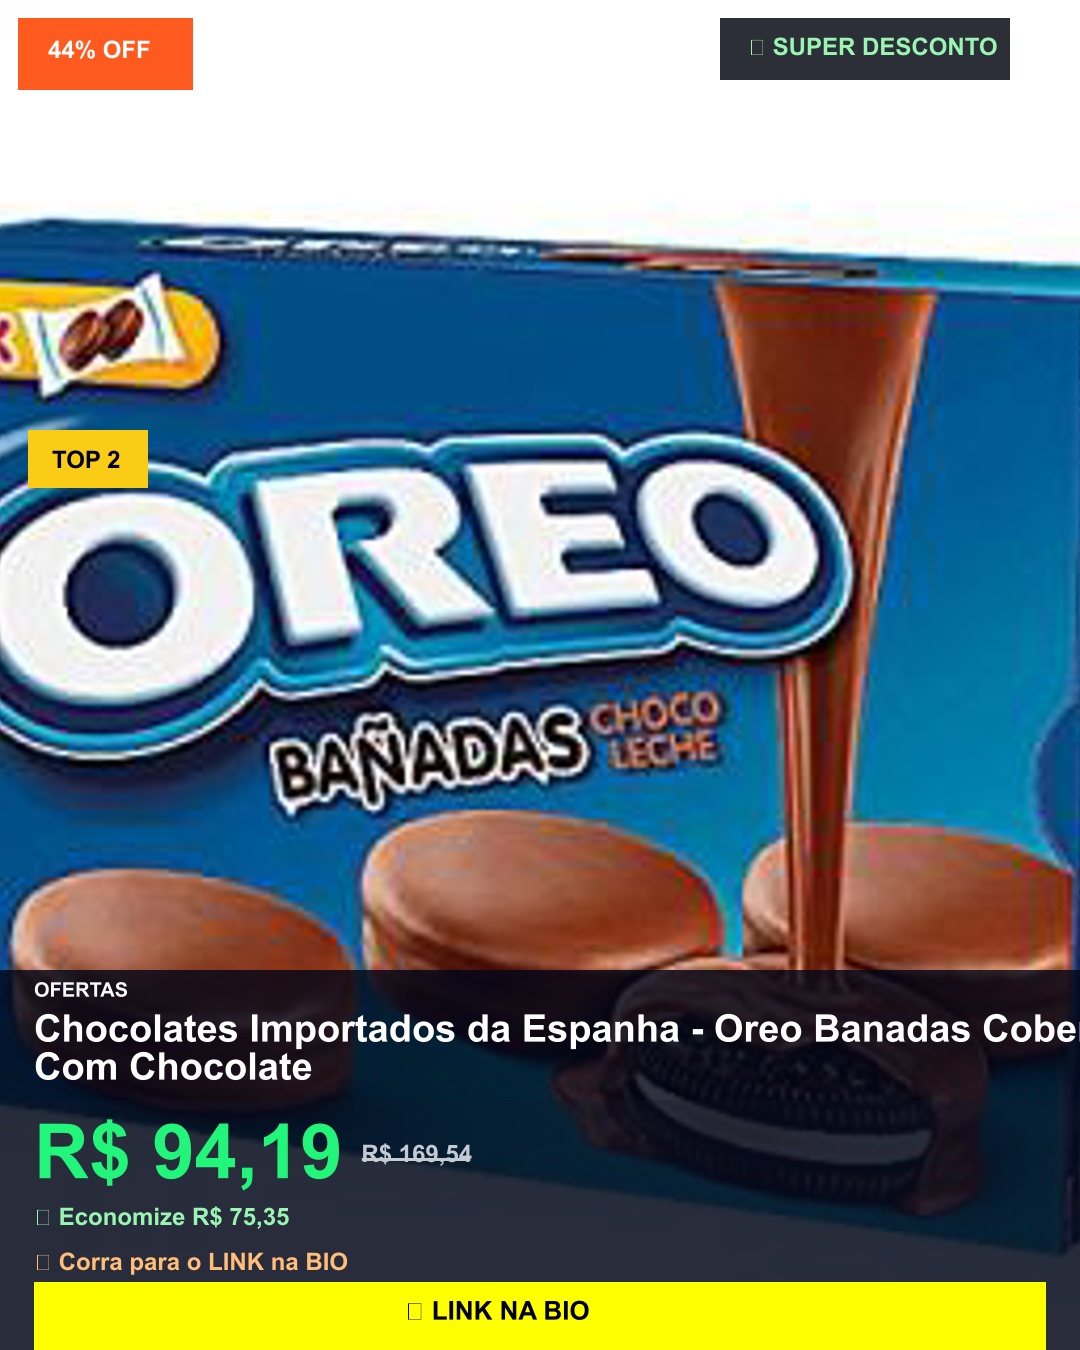 44% OFF
SUPER DESCONTO
TOP 2
OREO
BAÑADAS CHOCO
LECHE
OFERTAS
Chocolates Importados da Espanha - Oreo Banadas Cober
Com Chocolate
R$ 94,19 R$ 169,54
Economize R$ 75,35
Corra para o LINK na BIO
LINK NA BIO